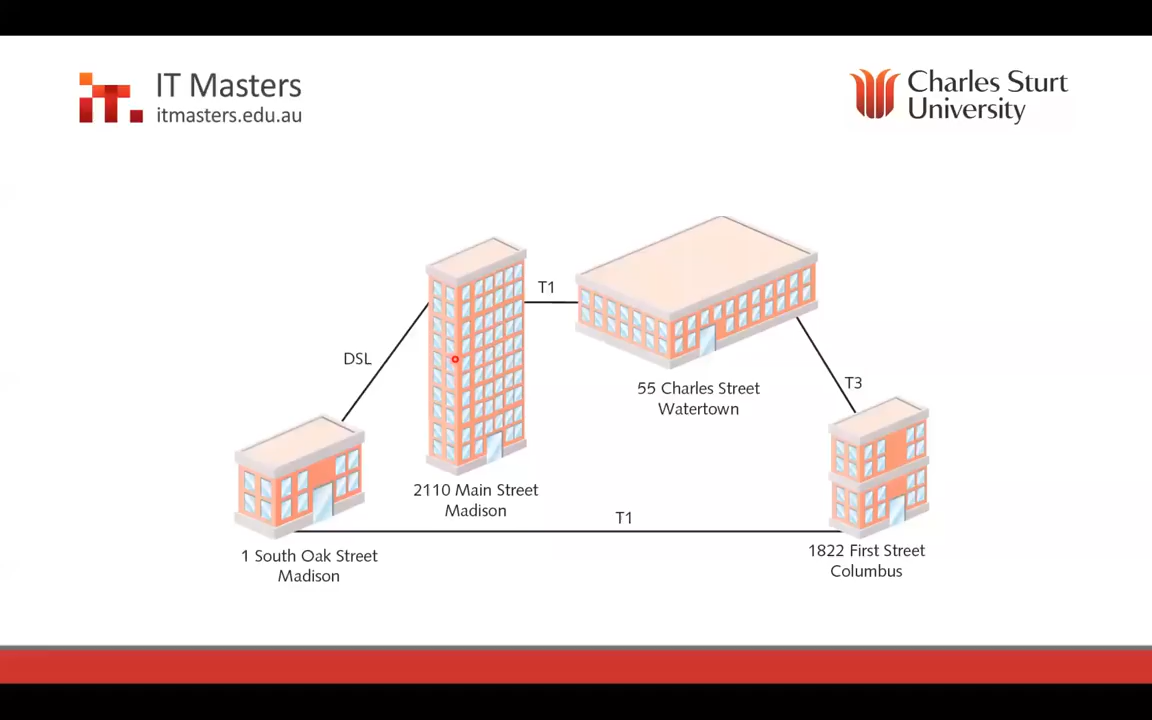 IT Masters
itmasters.edu.au
Charles Sturt
University
T1
DSL
T3
55 Charles Street
Watertown
2110 Main Street
Madison
T1
1 South Oak Street
Madison
1822 First Street
Columbus